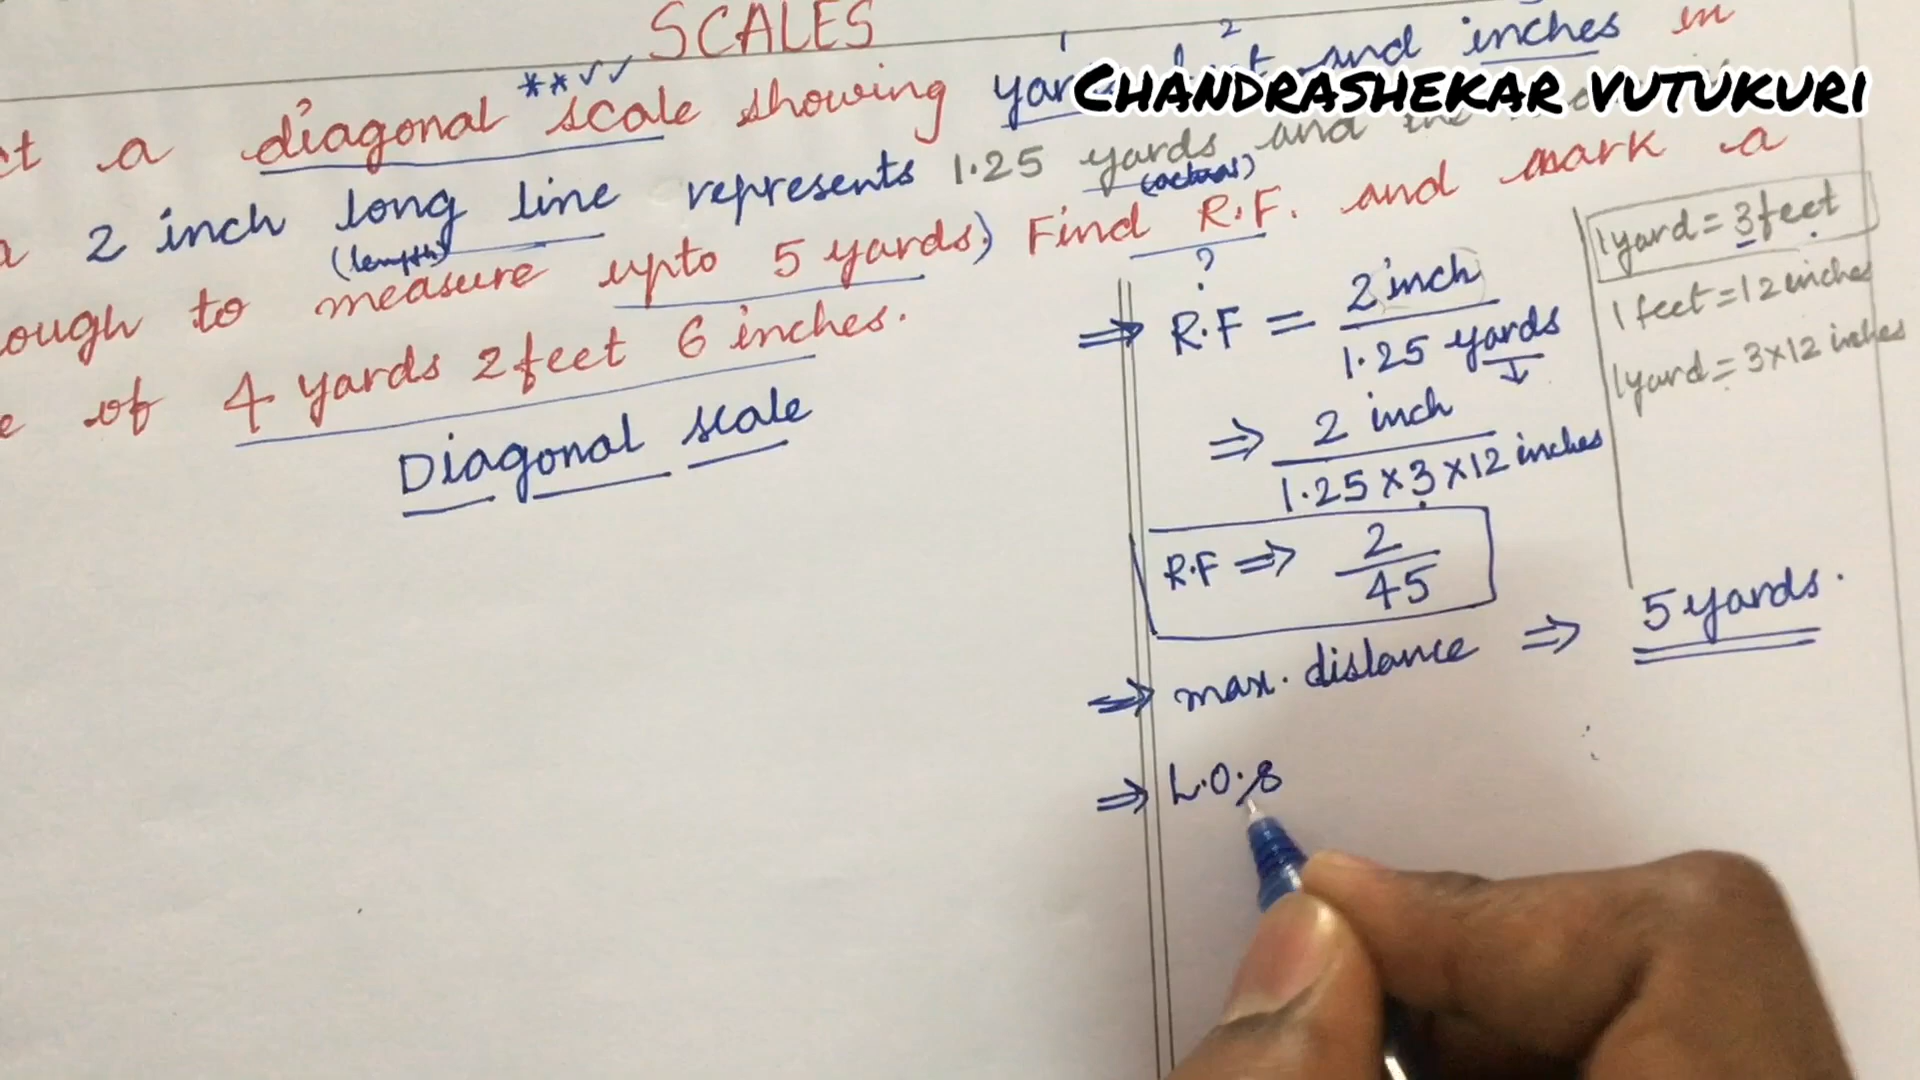 SCALES
a diagonal scale showing and inches in
CHANDRASHEKAR VUTUKURI
2 inch long line represents 1.25 yards and
(length) (actual)
to measure upto 5 yards) Find R.F. and mark a
of 4 yards 2 feet 6 inches.
Diagonal scale
?
⇒ R.F = 2 inch / 1.25 yards
⇒ 2 inch / 1.25 × 3 × 12 inches
R.F ⇒ 2 / 45
⇒ max. distance ⇒ 5 yards.
⇒ L.O.S
1 yard = 3 feet
1 feet = 12 inches
1 yard = 3×12 inches